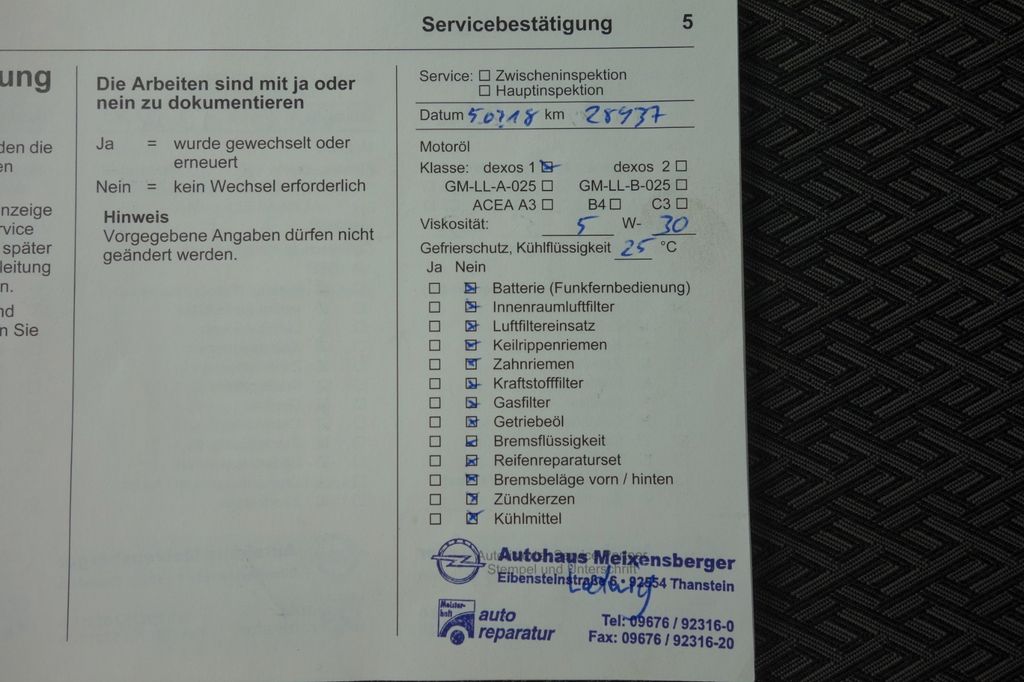 Servicebestätigung 5
ung
den die
en
nzeige
rvice
später
leitung
n.
nd
n Sie
Die Arbeiten sind mit ja oder
nein zu dokumentieren
Ja = wurde gewechselt oder
erneuert
Nein = kein Wechsel erforderlich
Hinweis
Vorgegebene Angaben dürfen nicht
geändert werden.
Service: Zwischeninspektion
Hauptinspektion
Datum 5.07.18 km 28937
Motoröl
Klasse: dexos 1 dexos 2
GM-LL-A-025 GM-LL-B-025
ACEA A3 B4 C3
Viskosität: 5 W- 30
Gefrierschutz, Kühlflüssigkeit 25 °C
Ja Nein
Batterie (Funkfernbedienung)
Innenraumluftfilter
Luftfiltereinsatz
Keilrippenriemen
Zahnriemen
Kraftstofffilter
Gasfilter
Getriebeöl
Bremsflüssigkeit
Reifenreparaturset
Bremsbeläge vorn / hinten
Zündkerzen
Kühlmittel
Autohaus Meixensberger
Stempel und Unterschrift
Eibensteinstraße 6 · 92554 Thanstein
Meister-
haft
auto
reparatur
Tel: 09676 / 92316-0
Fax: 09676 / 92316-20